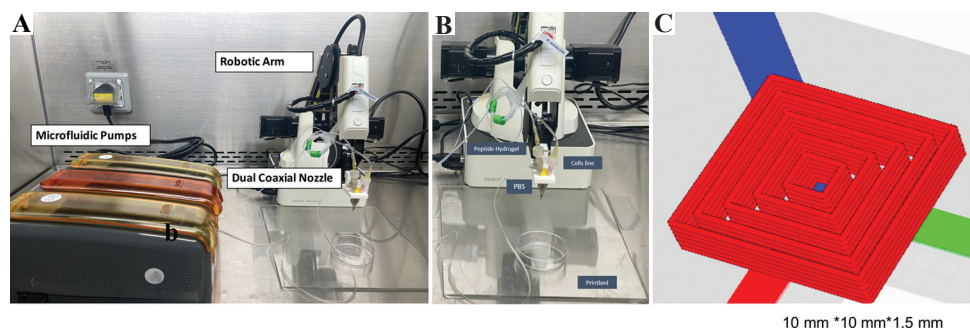 A
Robotic Arm
Microfluidic Pumps
Dual Coaxial Nozzle
b
B
Peptide Hydrogel
Cells line
PBS
Printbed
C
10 mm *10 mm*1.5 mm